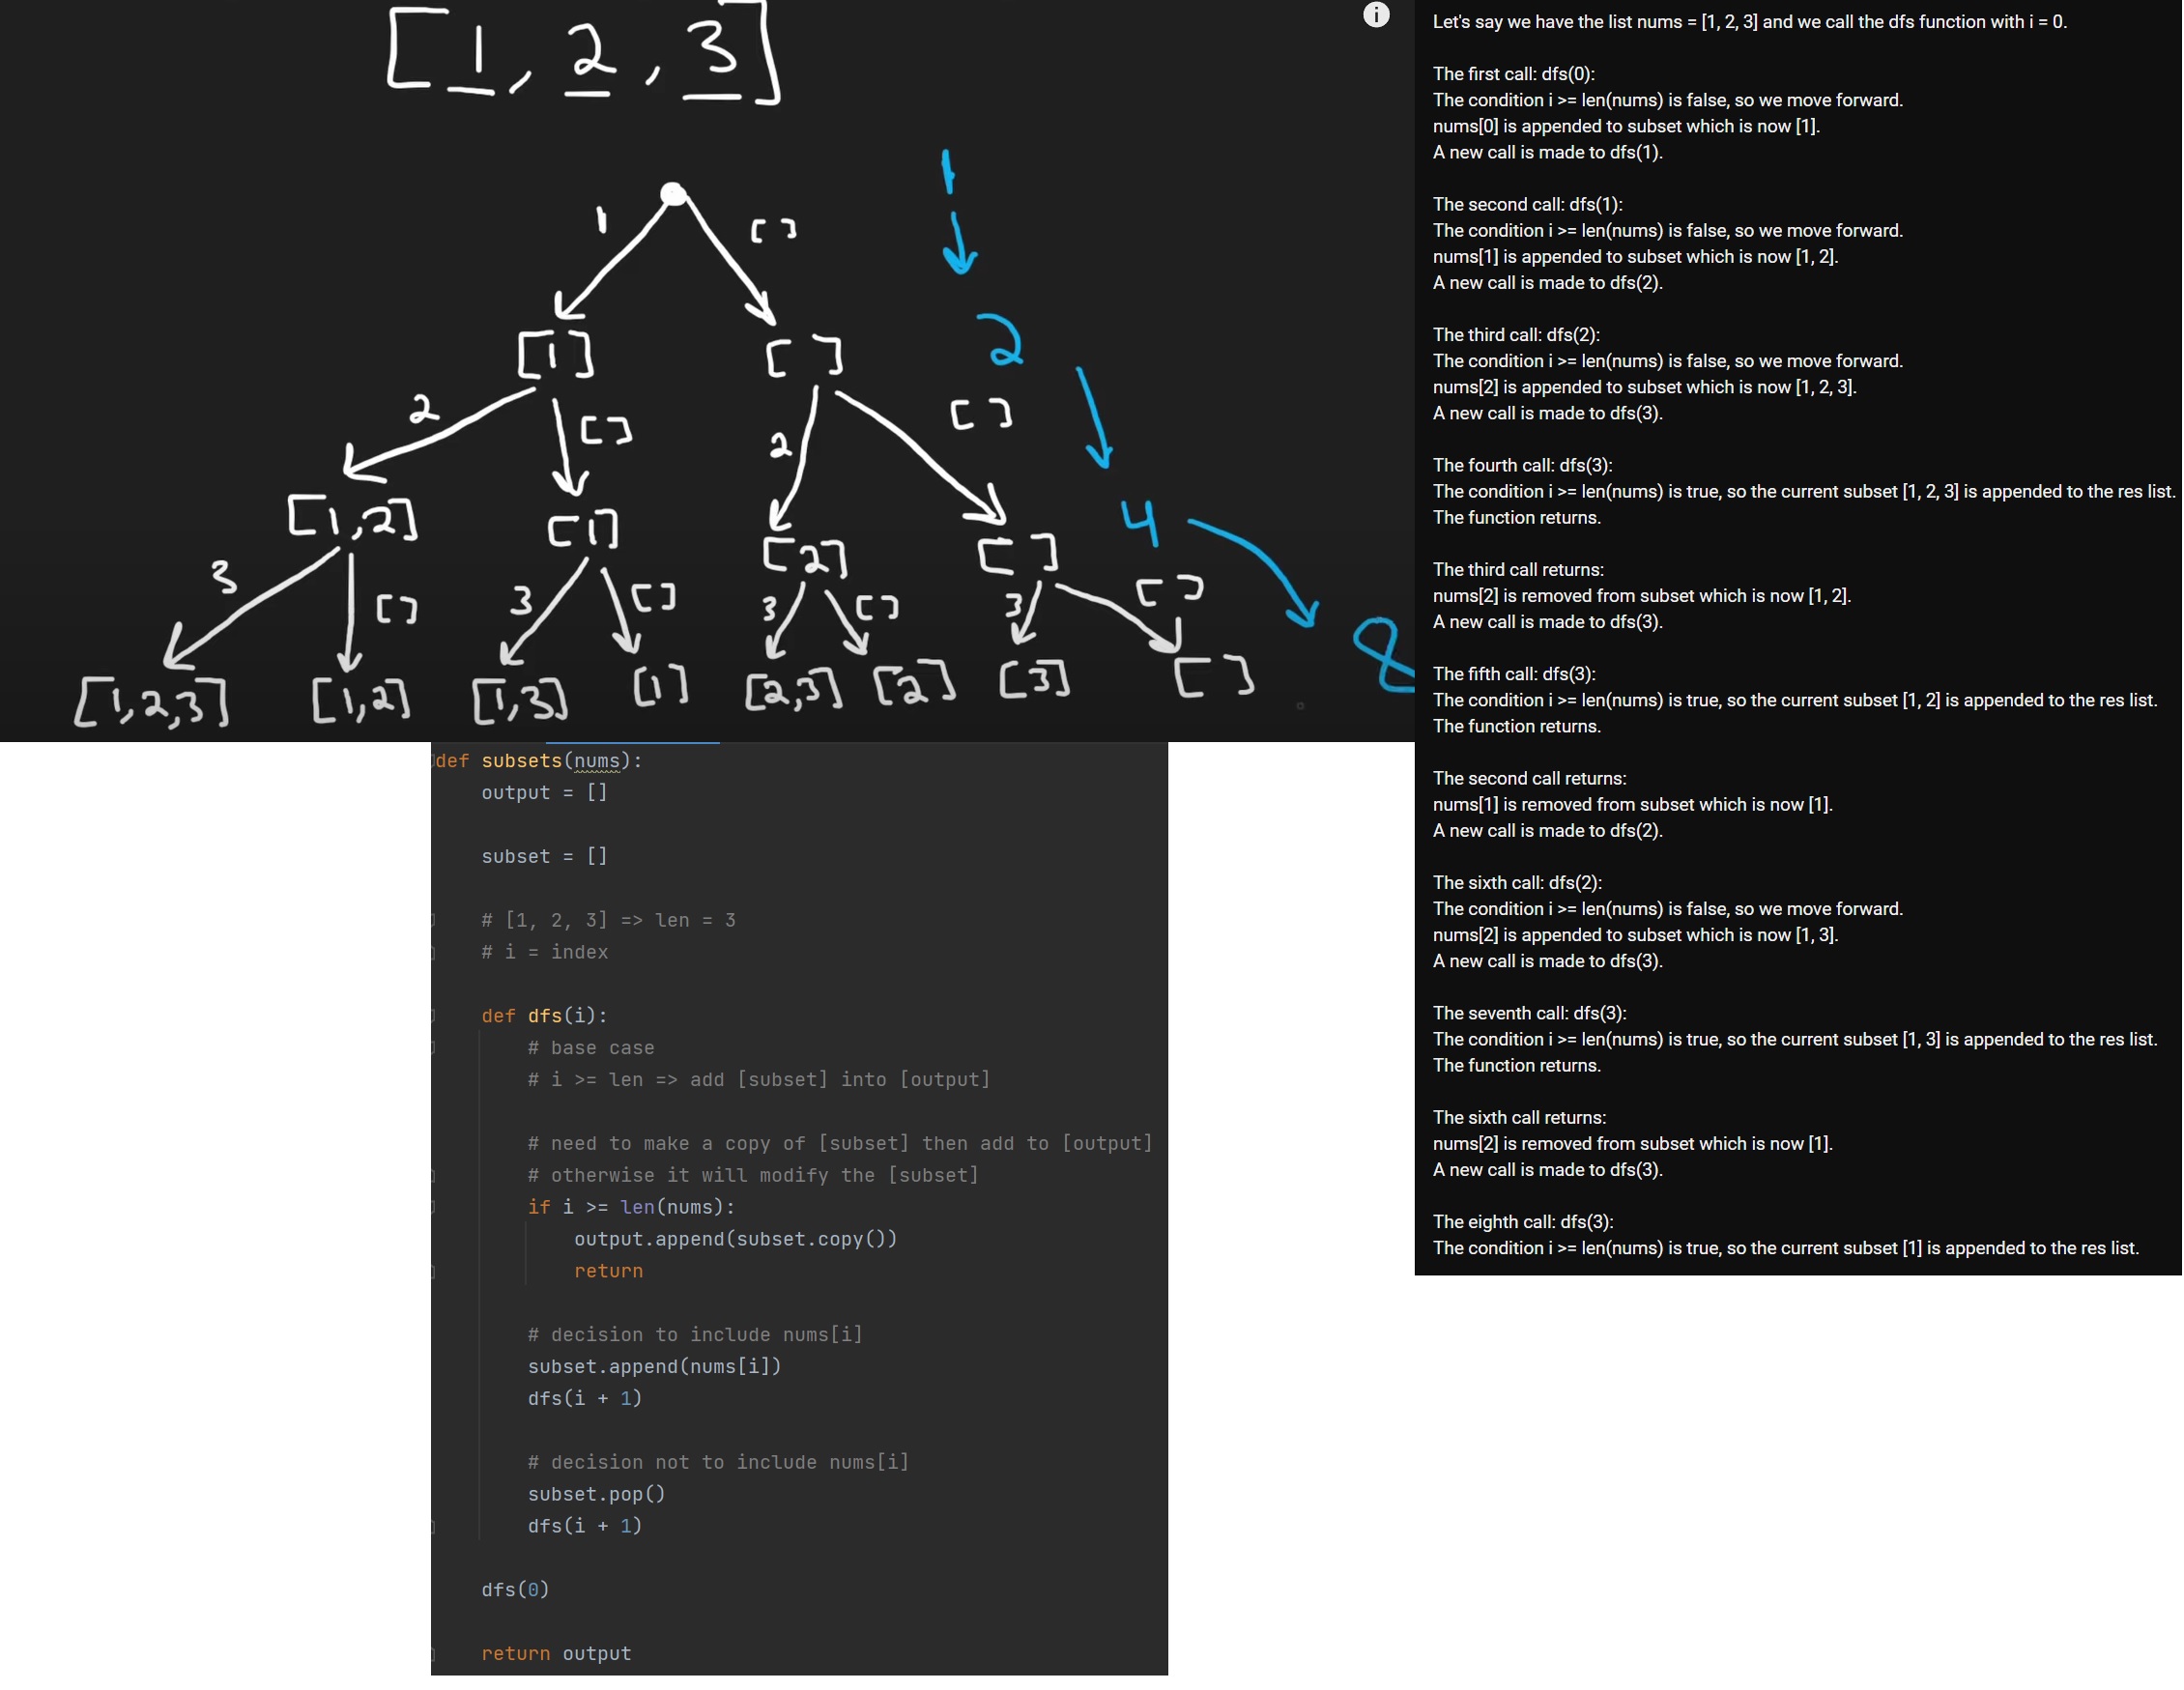 [1, 2, 3]
1
[ ]
1
[1]
[ ]
2
2
[ ]
2
[ ]
[1,2]
[1]
[2]
[ ]
4
3
[ ]
3
[ ]
3
[ ]
3
[ ]
[1,2,3]
[1,2]
[1,3]
[1]
[2,3]
[2]
[3]
[ ]
8
i
Let's say we have the list nums = [1, 2, 3] and we call the dfs function with i = 0.
The first call: dfs(0):
The condition i >= len(nums) is false, so we move forward.
nums[0] is appended to subset which is now [1].
A new call is made to dfs(1).
The second call: dfs(1):
The condition i >= len(nums) is false, so we move forward.
nums[1] is appended to subset which is now [1, 2].
A new call is made to dfs(2).
The third call: dfs(2):
The condition i >= len(nums) is false, so we move forward.
nums[2] is appended to subset which is now [1, 2, 3].
A new call is made to dfs(3).
The fourth call: dfs(3):
The condition i >= len(nums) is true, so the current subset [1, 2, 3] is appended to the res list.
The function returns.
The third call returns:
nums[2] is removed from subset which is now [1, 2].
A new call is made to dfs(3).
The fifth call: dfs(3):
The condition i >= len(nums) is true, so the current subset [1, 2] is appended to the res list.
The function returns.
The second call returns:
nums[1] is removed from subset which is now [1].
A new call is made to dfs(2).
The sixth call: dfs(2):
The condition i >= len(nums) is false, so we move forward.
nums[2] is appended to subset which is now [1, 3].
A new call is made to dfs(3).
The seventh call: dfs(3):
The condition i >= len(nums) is true, so the current subset [1, 3] is appended to the res list.
The function returns.
The sixth call returns:
nums[2] is removed from subset which is now [1].
A new call is made to dfs(3).
The eighth call: dfs(3):
The condition i >= len(nums) is true, so the current subset [1] is appended to the res list.
def subsets(nums):
output = []
subset = []
# [1, 2, 3] => len = 3
# i = index
def dfs(i):
# base case
# i >= len => add [subset] into [output]
# need to make a copy of [subset] then add to [output]
# otherwise it will modify the [subset]
if i >= len(nums):
output.append(subset.copy())
return
# decision to include nums[i]
subset.append(nums[i])
dfs(i + 1)
# decision not to include nums[i]
subset.pop()
dfs(i + 1)
dfs(0)
return output